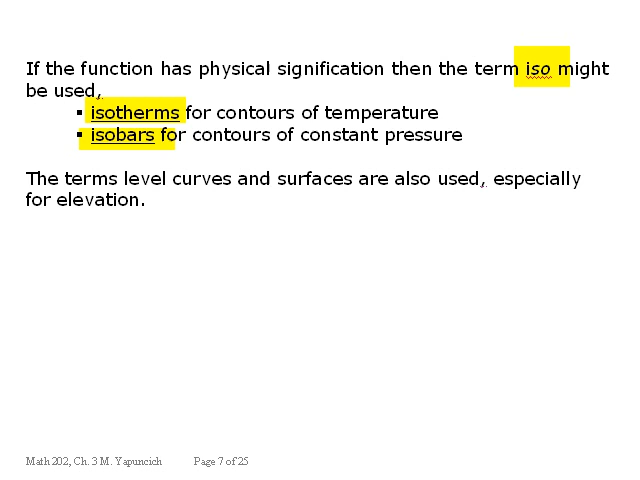 If the function has physical signification then the term iso might
be used,
▪ isotherms for contours of temperature
▪ isobars for contours of constant pressure
The terms level curves and surfaces are also used, especially
for elevation.
Math 202, Ch. 3 M. Yapuncich Page 7 of 25